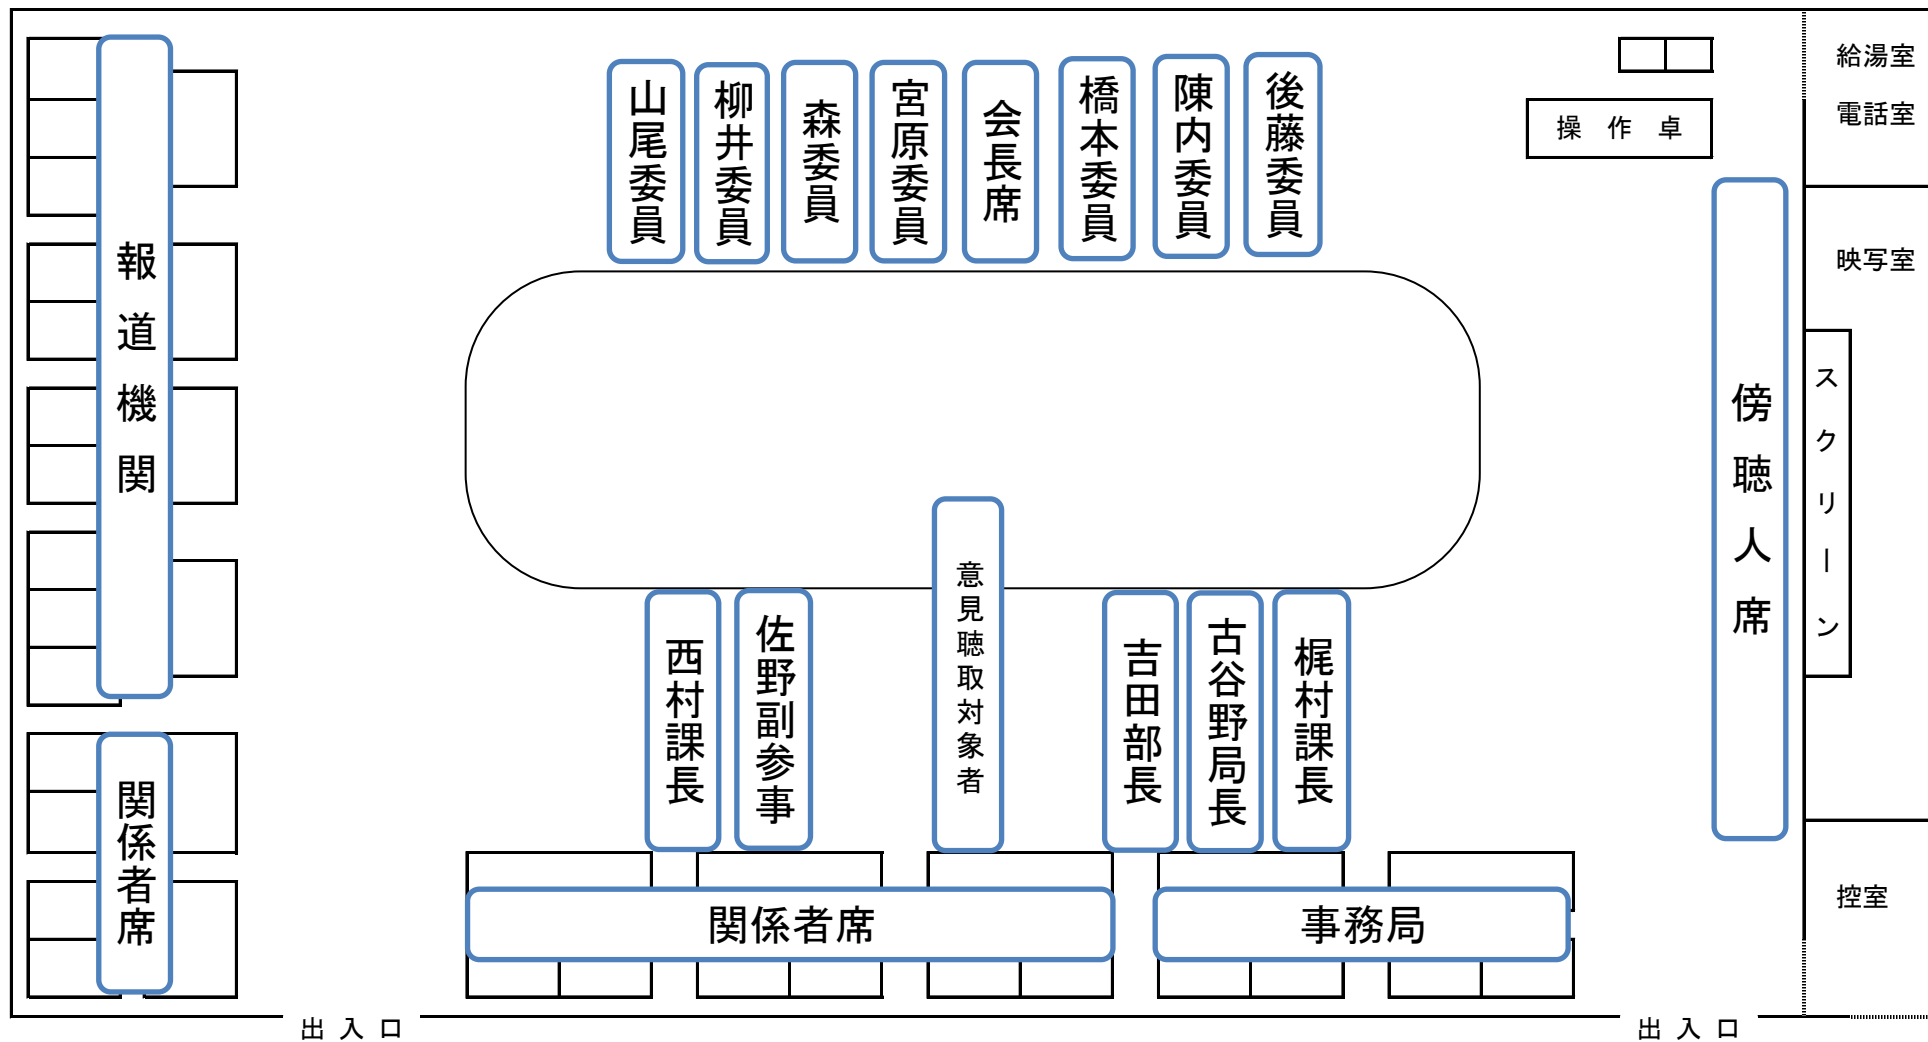 給湯室
電話室
操作卓
山尾委員
柳井委員
森委員
宮原委員
会長席
橋本委員
陳内委員
後藤委員
報道機関
映写室
スクリーン
傍聴人席
西村課長
佐野副参事
意見聴取対象者
吉田部長
古谷野局長
梶村課長
関係者席
関係者席
事務局
控室
出入口
出入口